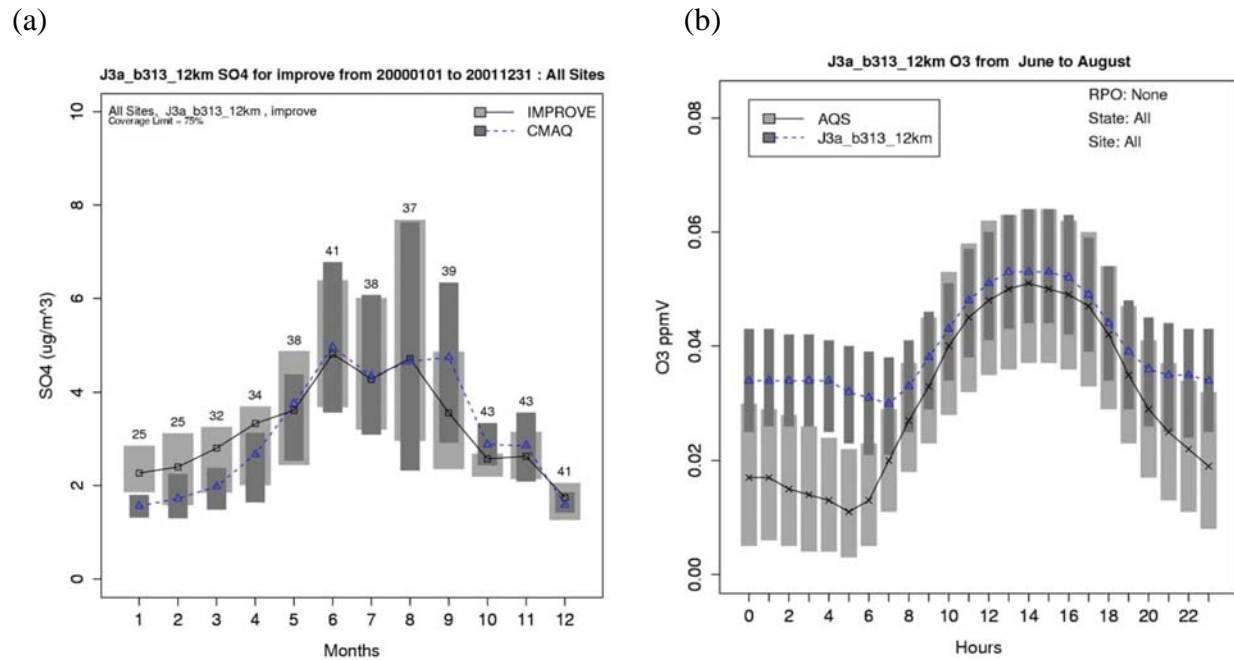 (a)
J3a_b313_12km SO4 for improve from 20000101 to 20011231 : All Sites
All Sites, J3a_b313_12km , improve
Coverage Limit = 75%
IMPROVE
CMAQ
SO4 (ug/m^3)
10
8
6
4
2
0
25
25
32
34
38
41
38
37
39
43
43
41
1 2 3 4 5 6 7 8 9 10 11 12
Months
(b)
J3a_b313_12km O3 from June to August
AQS
J3a_b313_12km
RPO: None
State: All
Site: All
O3 ppmV
0.08
0.06
0.04
0.02
0.00
0 2 4 6 8 10 12 14 16 18 20 22
Hours